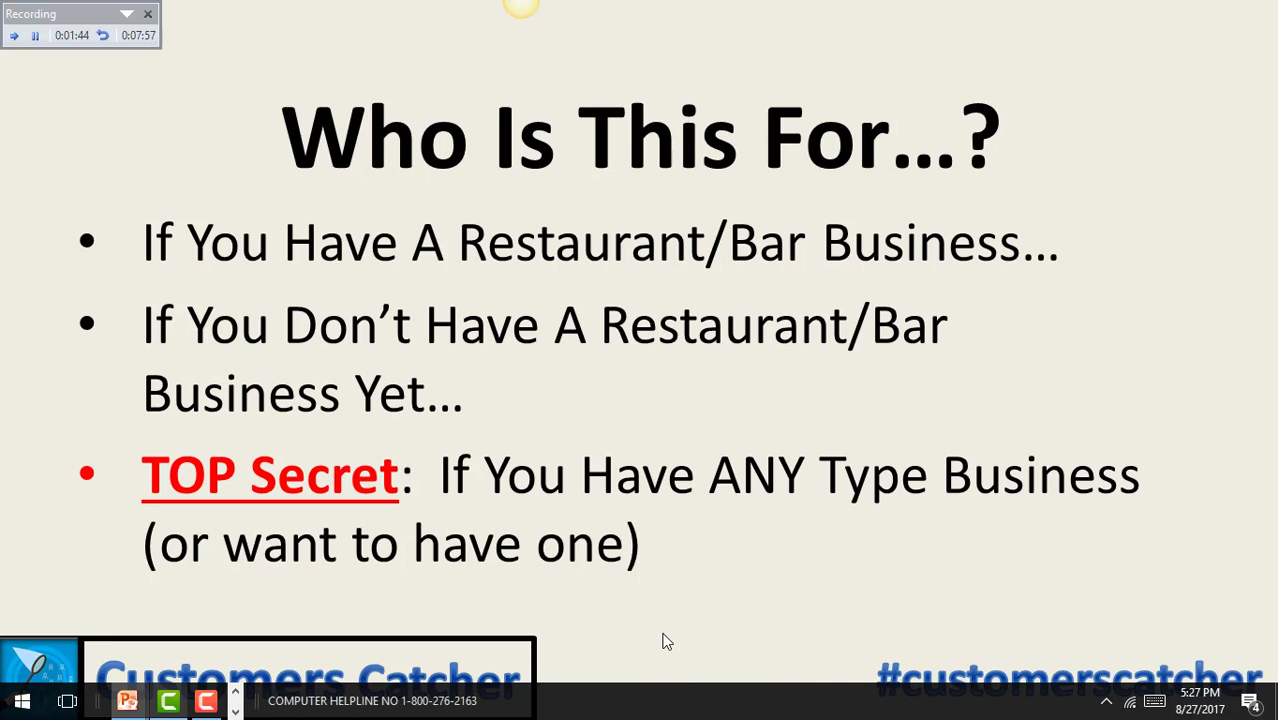 Recording
0:01:44 0:07:57
Who Is This For…?
• If You Have A Restaurant/Bar Business…
• If You Don’t Have A Restaurant/Bar
Business Yet…
• TOP Secret:  If You Have ANY Type Business
(or want to have one)
Customers Catcher
#customerscatcher
COMPUTER HELPLINE NO 1-800-276-2163
5:27 PM
8/27/2017
4